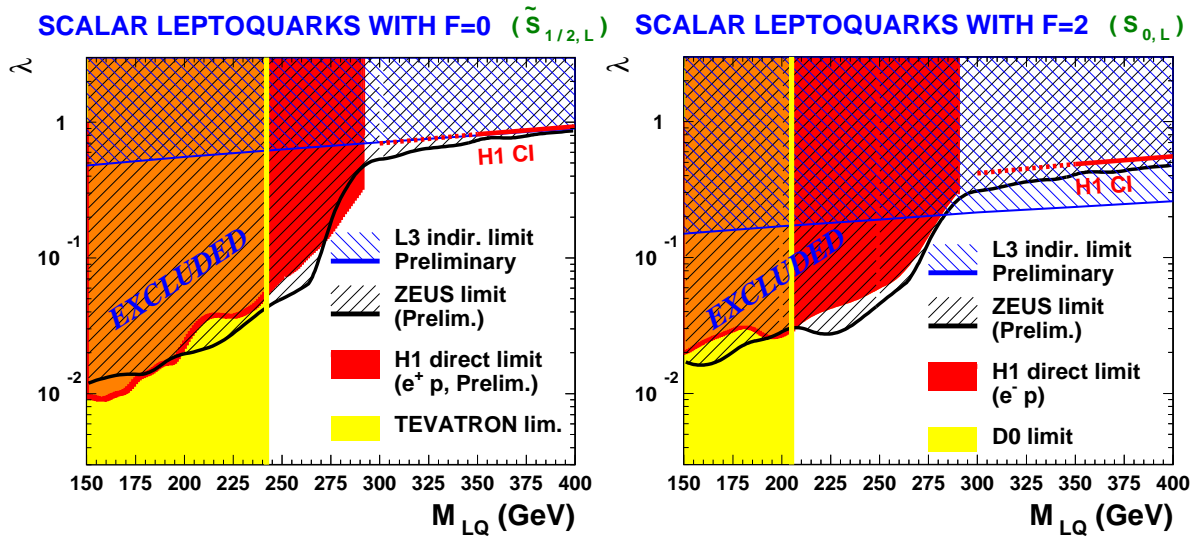 SCALAR LEPTOQUARKS WITH F=0 ( S̃ 1/2, L )
λ
1
10 -1
10 -2
EXCLUDED
H1 CI
L3 indir. limit
Preliminary
ZEUS limit
(Prelim.)
H1 direct limit
(e+ p, Prelim.)
TEVATRON lim.
150 175 200 225 250 275 300 325 350 375 400
M LQ (GeV)
SCALAR LEPTOQUARKS WITH F=2 ( S 0, L )
λ
1
10 -1
10 -2
EXCLUDED
H1 CI
L3 indir. limit
Preliminary
ZEUS limit
(Prelim.)
H1 direct limit
(e- p)
D0 limit
150 175 200 225 250 275 300 325 350 375 400
M LQ (GeV)